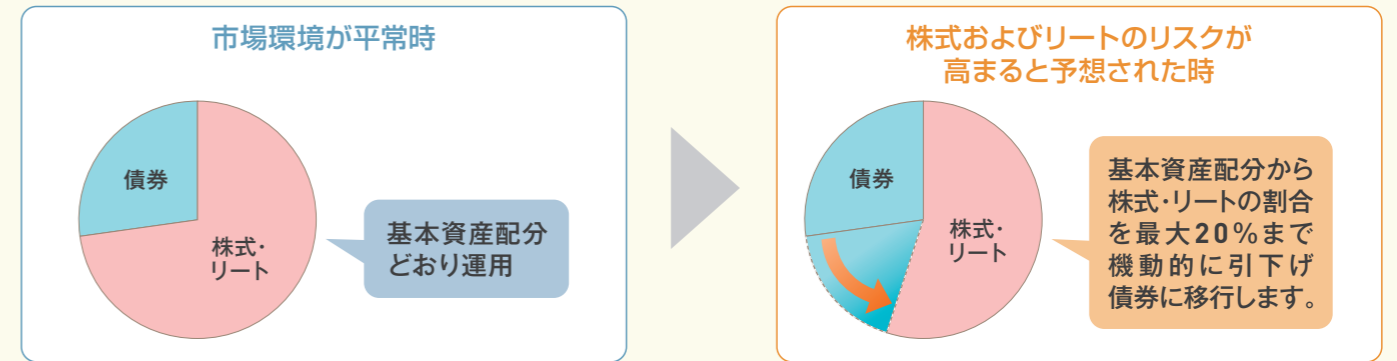 市場環境が平常時
債券
株式・
リート
基本資産配分
どおり運用
株式およびリートのリスクが
高まると予想された時
債券
株式・
リート
基本資産配分から
株式・リートの割合
を最大20％まで
機動的に引下げ
債券に移行します。